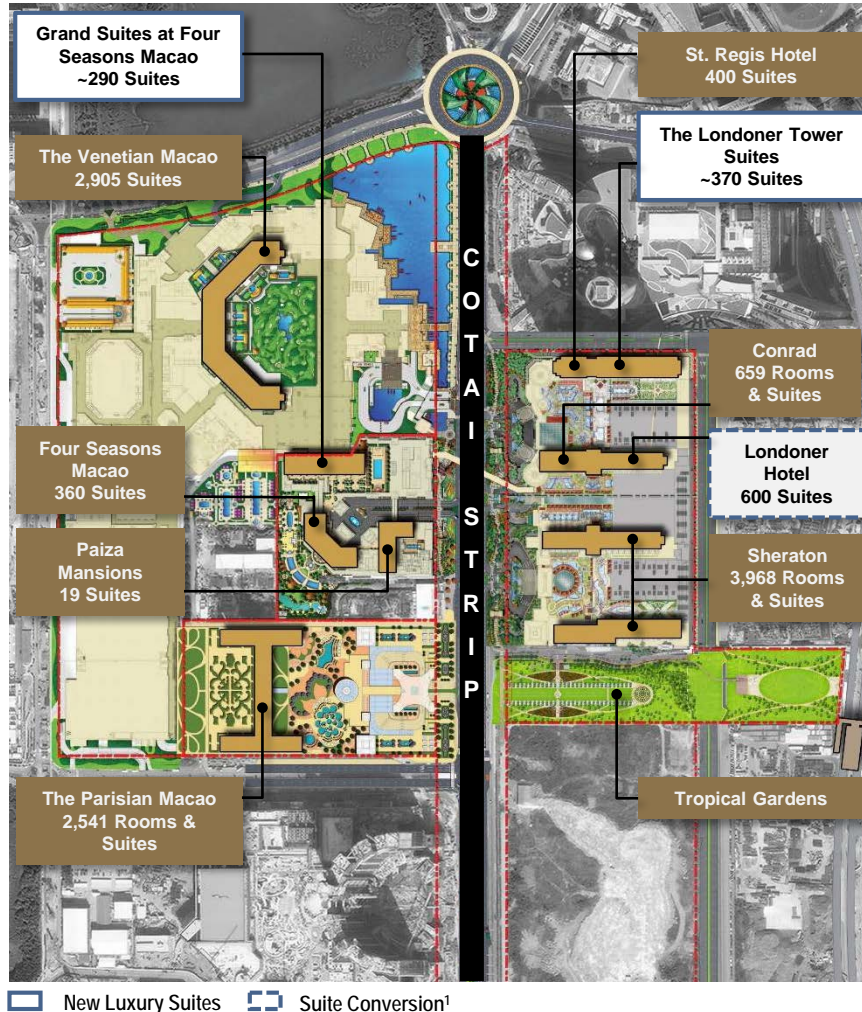 Grand Suites at Four
Seasons Macao
~290 Suites
The Venetian Macao
2,905 Suites
Four Seasons
Macao
360 Suites
Paiza
Mansions
19 Suites
The Parisian Macao
2,541 Rooms &
Suites
COTAI STRIP
St. Regis Hotel
400 Suites
The Londoner Tower
Suites
~370 Suites
Conrad
659 Rooms
& Suites
Londoner
Hotel
600 Suites
Sheraton
3,968 Rooms
& Suites
Tropical Gardens
New Luxury Suites
Suite Conversion¹